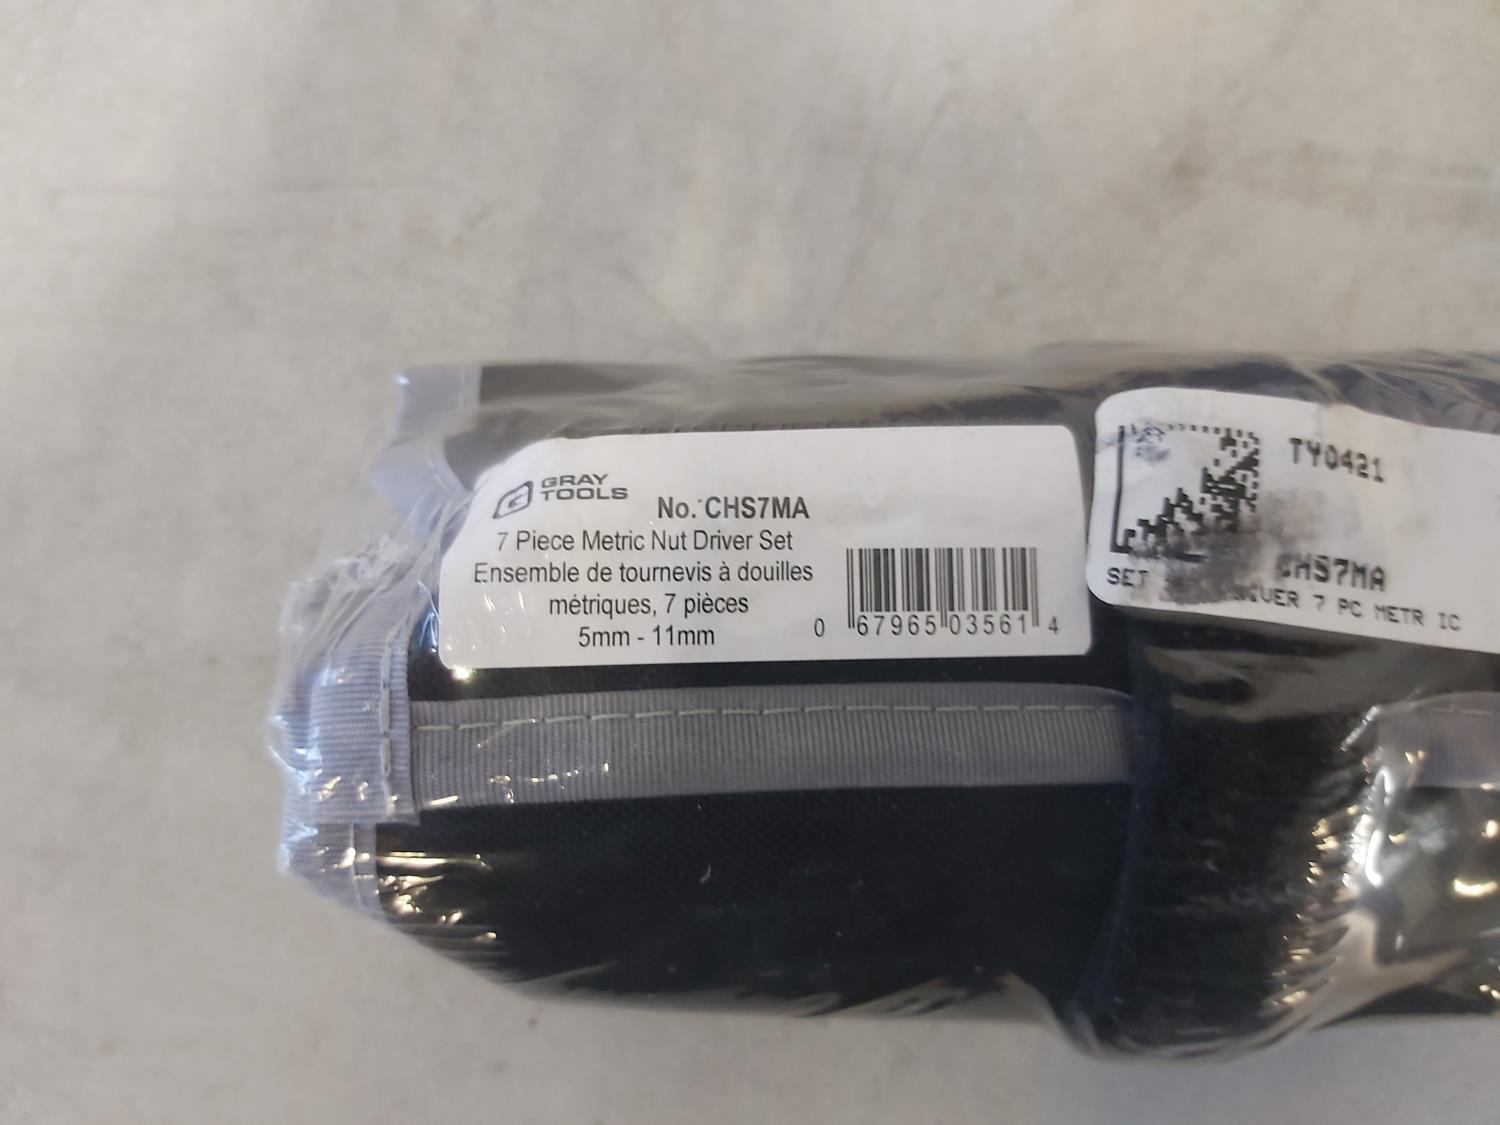 GRAY
TOOLS
No. CHS7MA
7 Piece Metric Nut Driver Set
Ensemble de tournevis à douilles
métriques, 7 pièces
5mm - 11mm
0 67965 03561 4
TY0421
CHS7MA
SET 7 PC METR IC